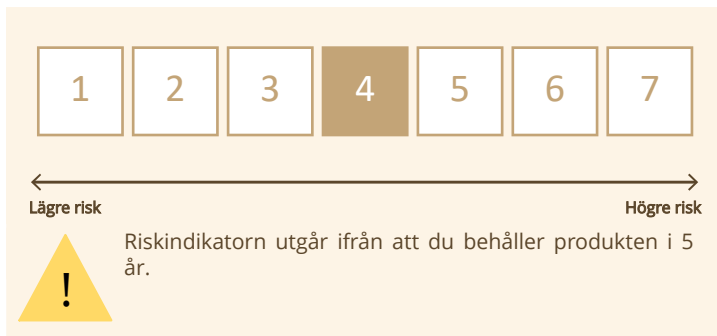 1 2 3 4 5 6 7
Lägre risk Högre risk
Riskindikatorn utgår ifrån att du behåller produkten i 5
år.
!